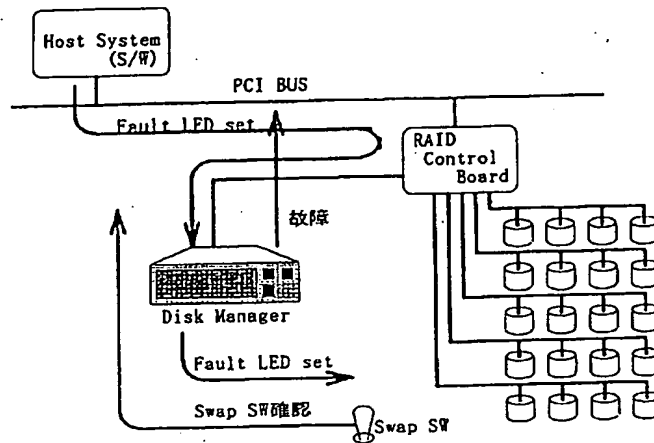 Host System
(S/W)
PCI BUS
Fault LED set
RAID
Control
Board
故障
Disk Manager
Fault LED set
Swap SW確認
Swap SW